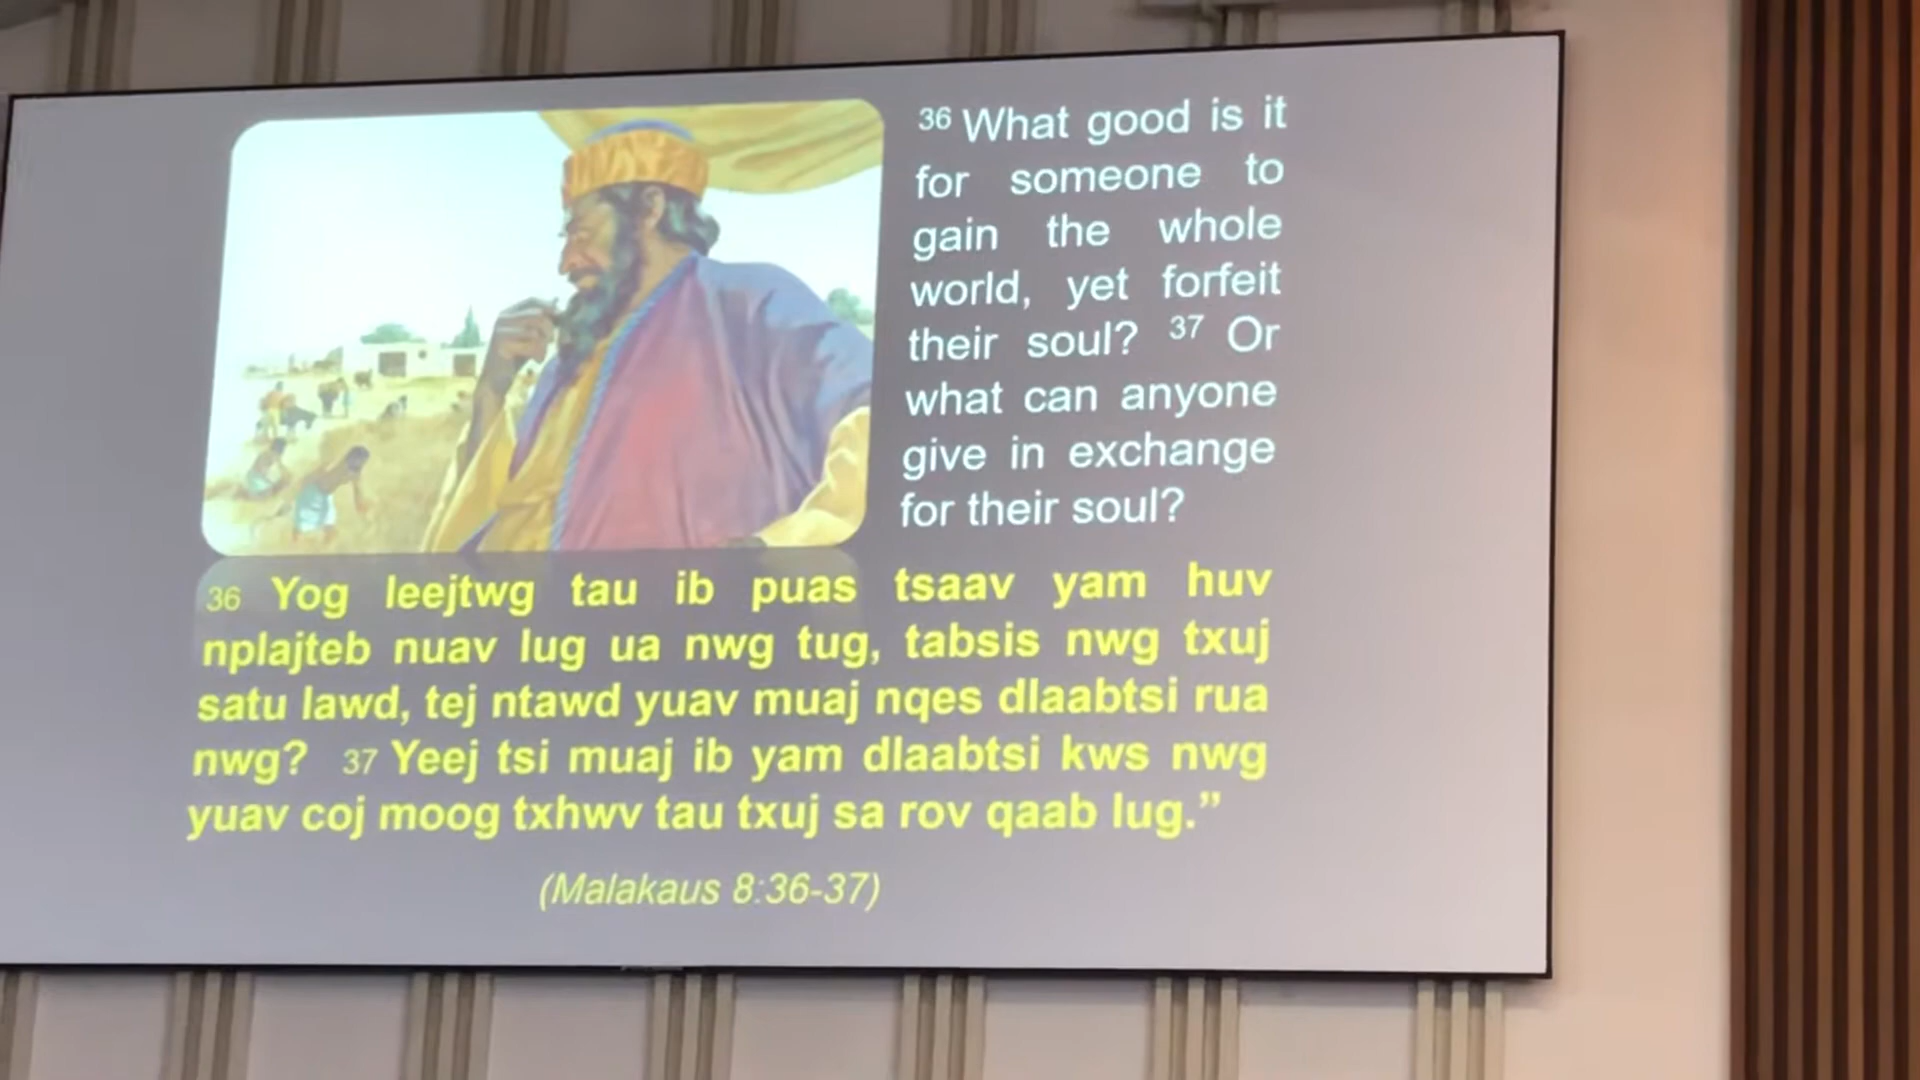 36 What good is it
for someone to
gain the whole
world, yet forfeit
their soul? 37 Or
what can anyone
give in exchange
for their soul?
36 Yog leejtwg tau ib puas tsaav yam huv
nplajteb nuav lug ua nwg tug, tabsis nwg txuj
satu lawd, tej ntawd yuav muaj nqes dlaabtsi rua
nwg? 37 Yeej tsi muaj ib yam dlaabtsi kws nwg
yuav coj moog txhwv tau txuj sa rov qaab lug.”
(Malakaus 8:36-37)